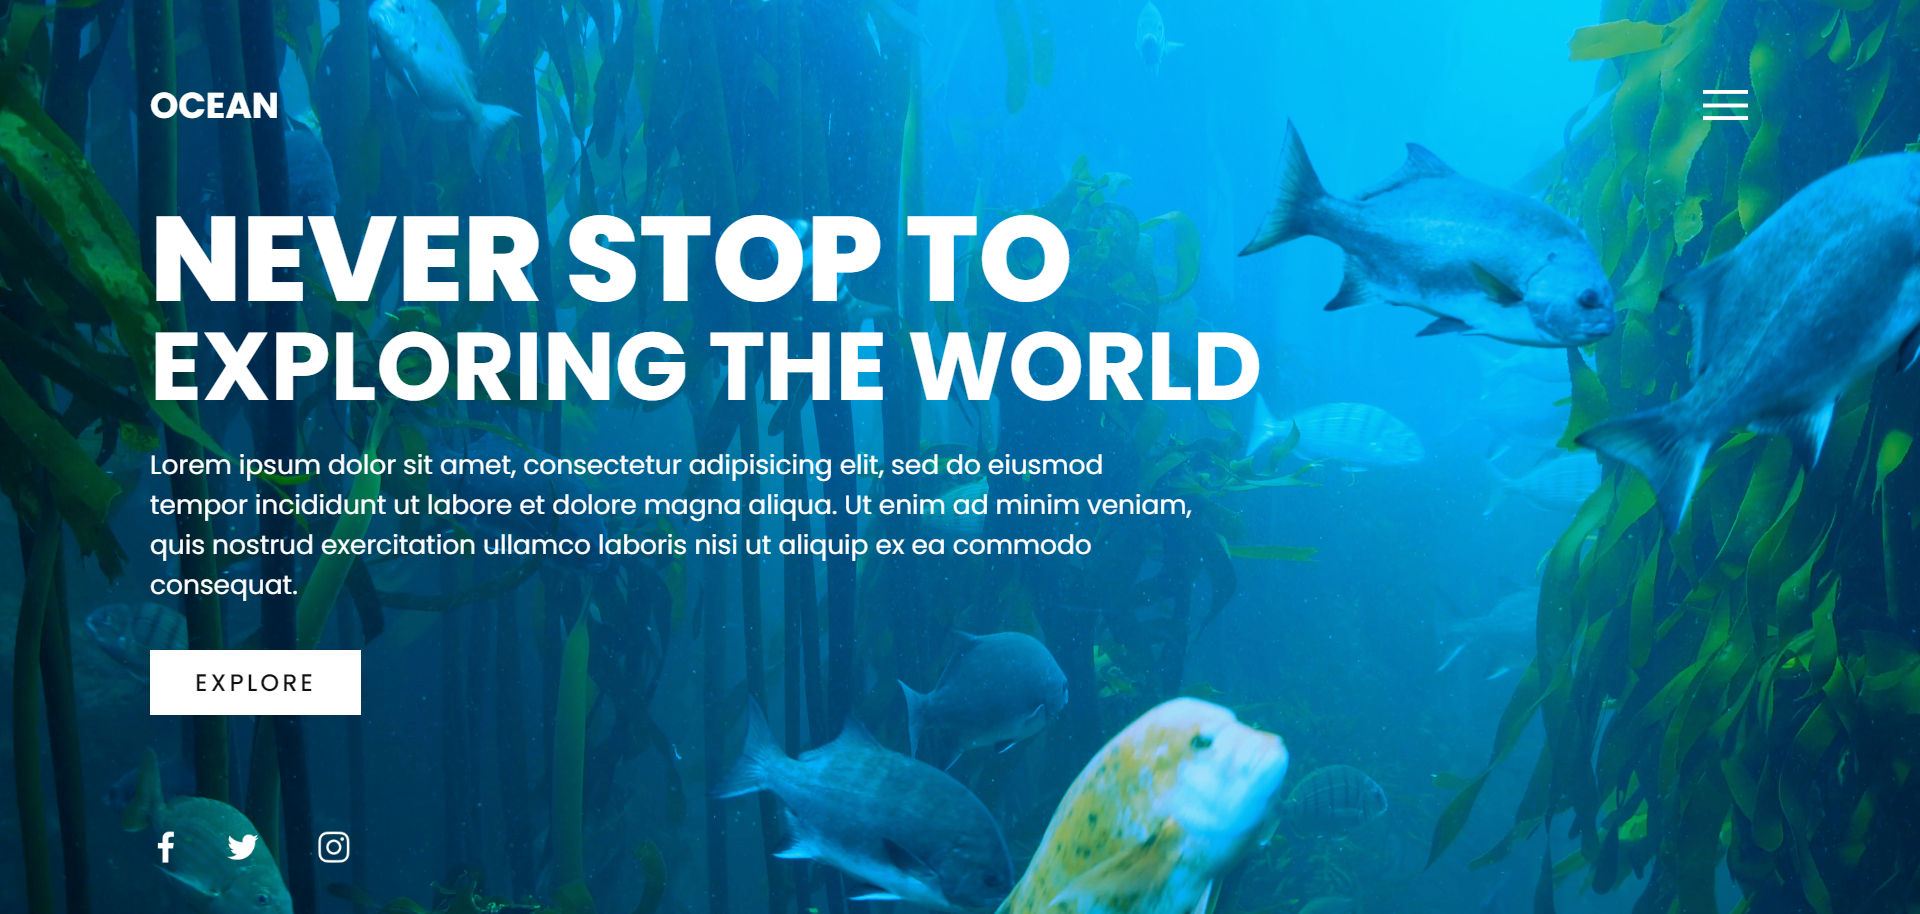 OCEAN
NEVER STOP TO
EXPLORING THE WORLD
Lorem ipsum dolor sit amet, consectetur adipisicing elit, sed do eiusmod
tempor incididunt ut labore et dolore magna aliqua. Ut enim ad minim veniam,
quis nostrud exercitation ullamco laboris nisi ut aliquip ex ea commodo
consequat.
EXPLORE